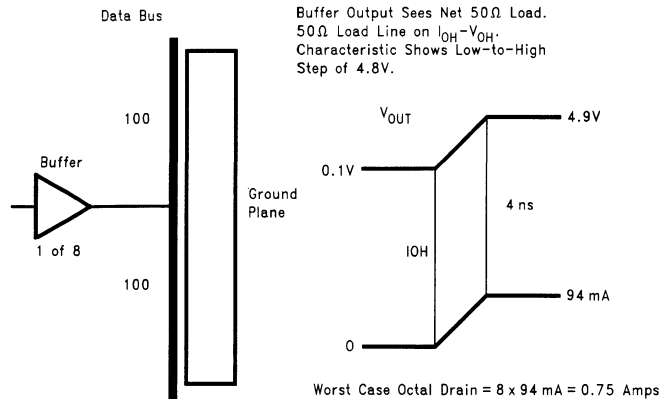 Data Bus
Buffer Output Sees Net 50Ω Load.
50Ω Load Line on IOH-VOH.
Characteristic Shows Low-to-High
Step of 4.8V.
100
Buffer
1 of 8
100
Ground
Plane
VOUT
4.9V
0.1V
4 ns
IOH
94 mA
0
Worst Case Octal Drain = 8 x 94 mA = 0.75 Amps